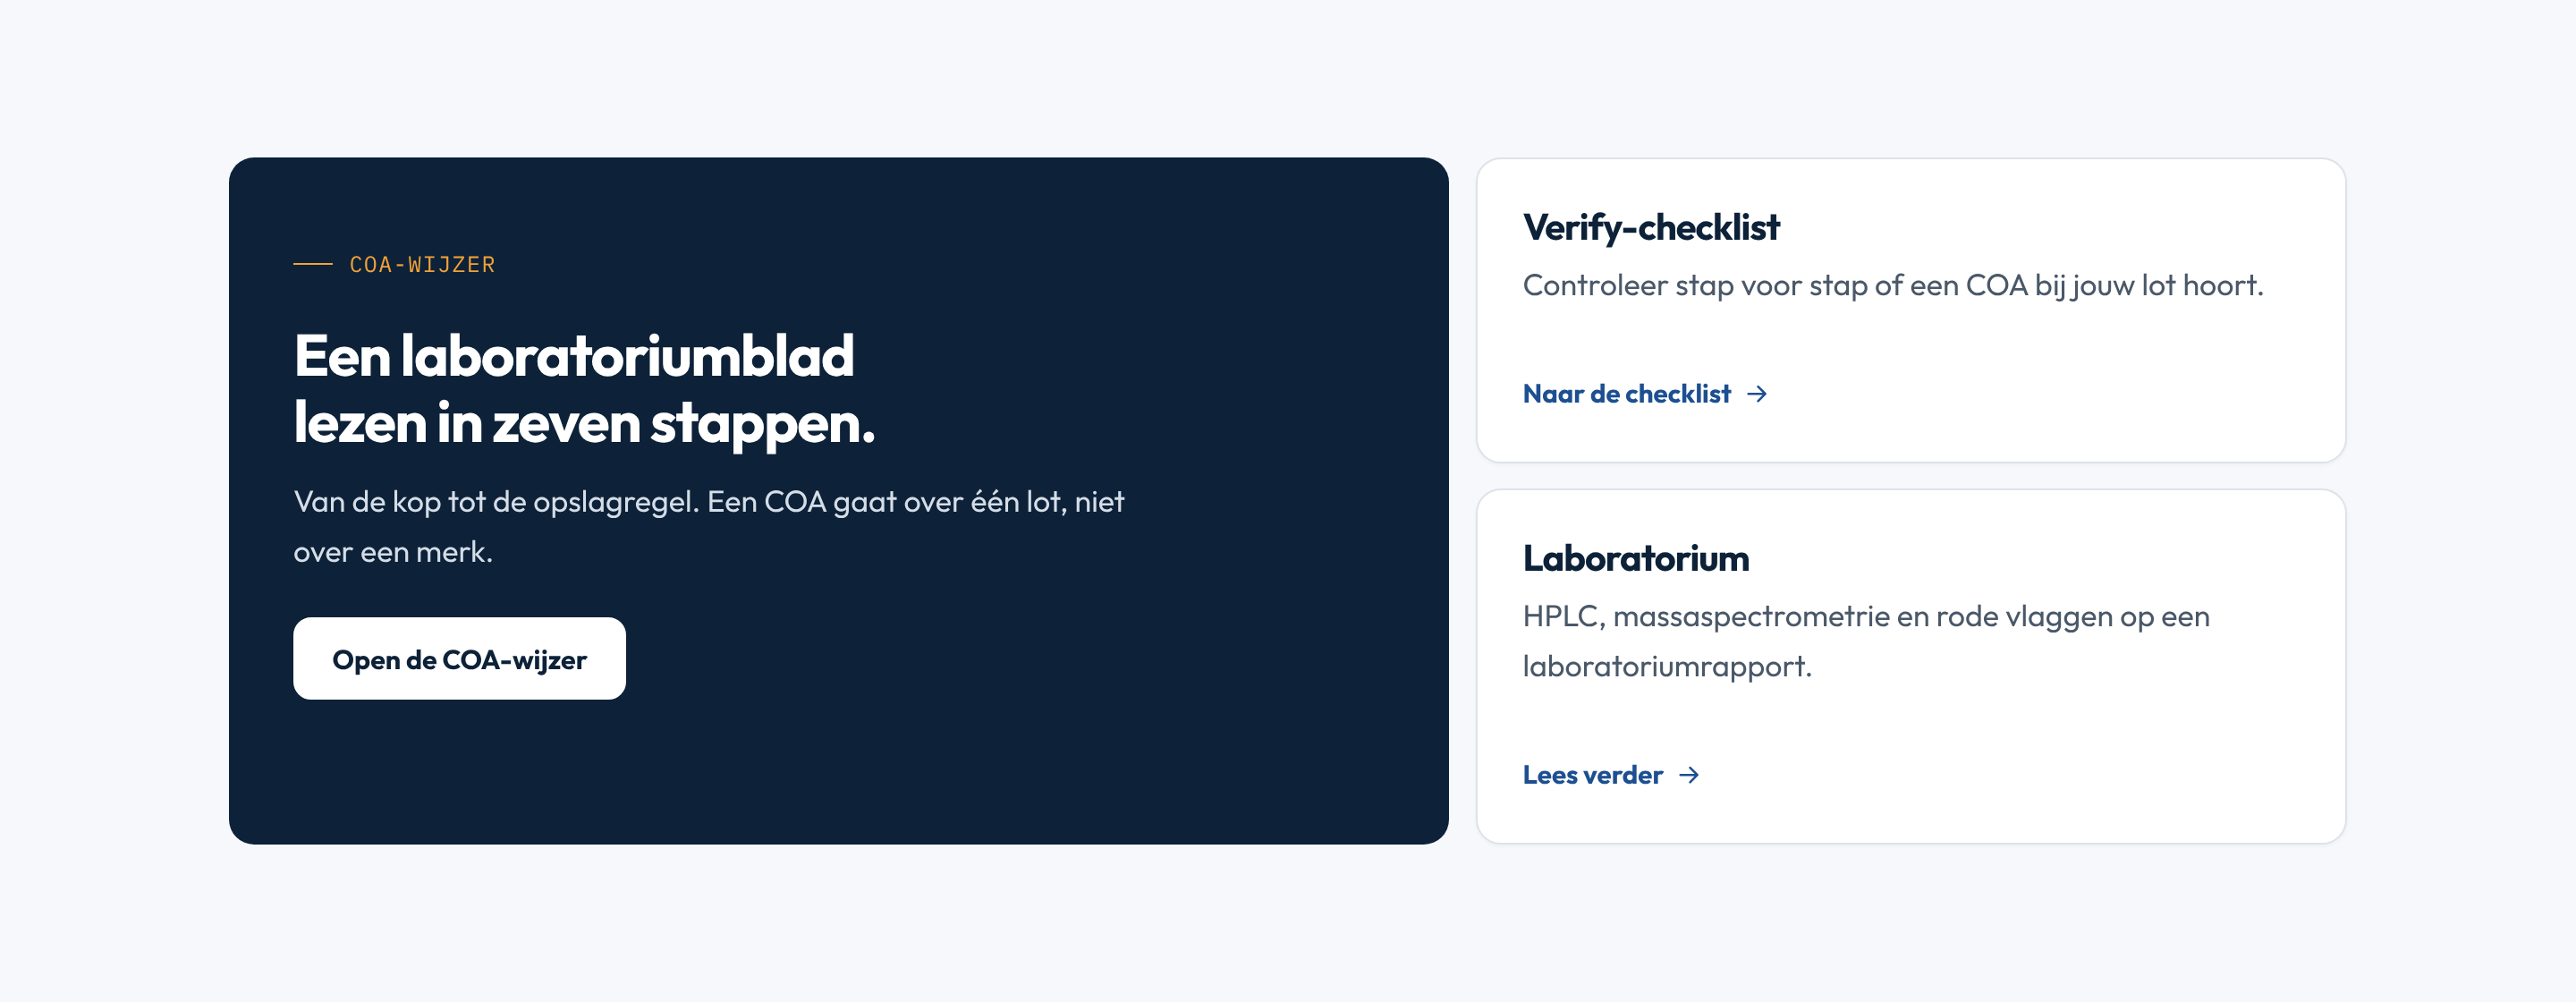 COA-WIJZER
Een laboratoriumblad
lezen in zeven stappen.
Van de kop tot de opslagregel. Een COA gaat over één lot, niet
over een merk.
Open de COA-wijzer
Verify-checklist
Controleer stap voor stap of een COA bij jouw lot hoort.
Naar de checklist →
Laboratorium
HPLC, massaspectrometrie en rode vlaggen op een
laboratoriumrapport.
Lees verder →